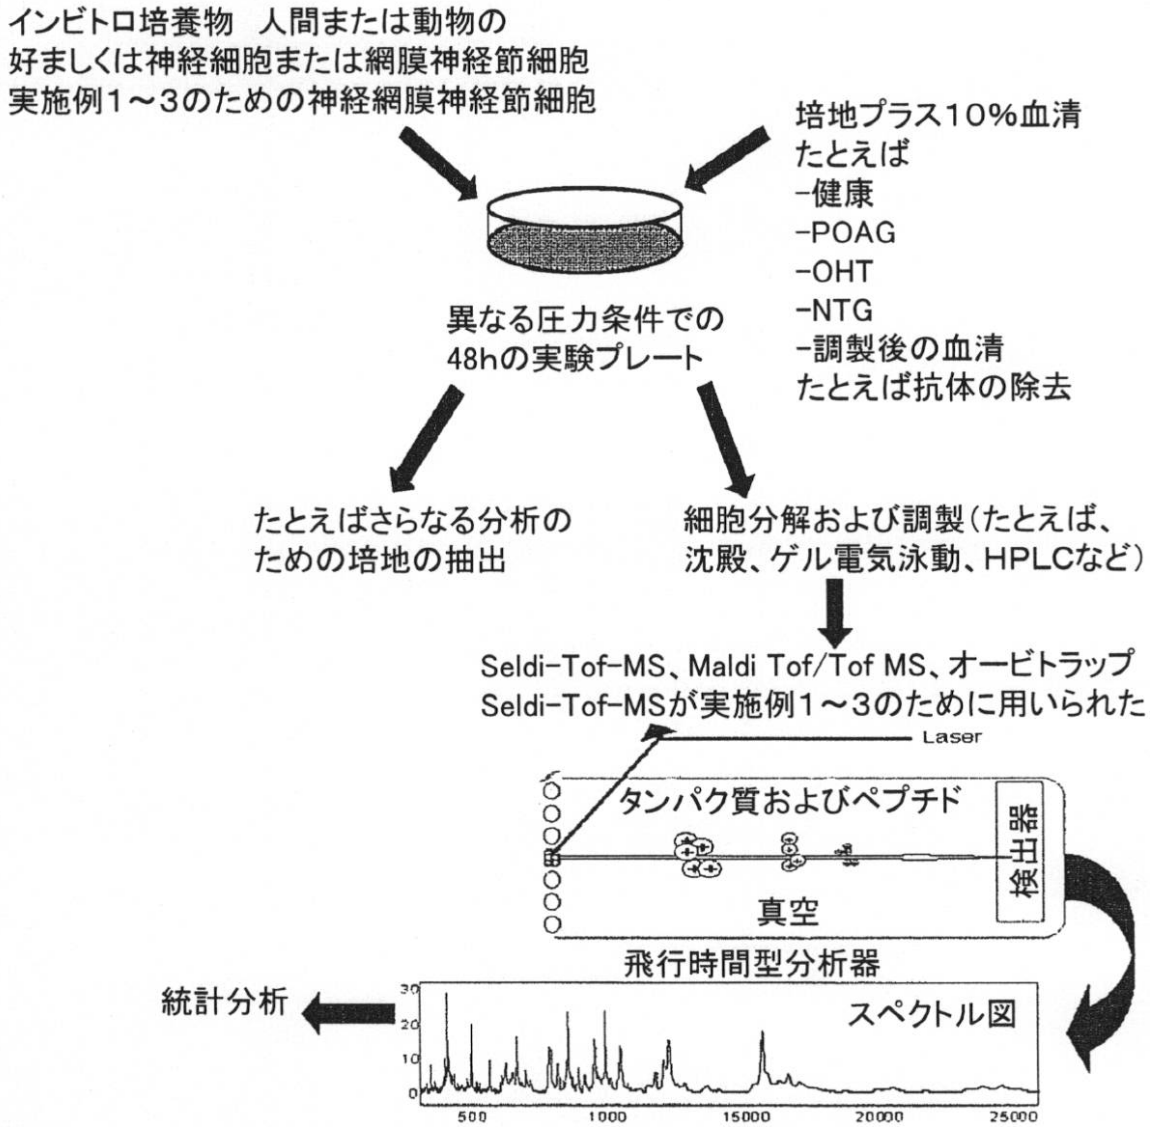 インビトロ培養物 人間または動物の
好ましくは神経細胞または網膜神経節細胞
実施例1～3のための神経網膜神経節細胞
培地プラス10%血清
たとえば
-健康
-POAG
-OHT
-NTG
-調製後の血清
たとえば抗体の除去
異なる圧力条件での
48hの実験プレート
たとえばさらなる分析の
ための培地の抽出
細胞分解および調製(たとえば、
沈殿、ゲル電気泳動、HPLCなど)
Seldi-Tof-MS、Maldi Tof/Tof MS、オービトラップ
Seldi-Tof-MSが実施例1～3のために用いられた
Laser
タンパク質およびペプチド
検出器
真空
飛行時間型分析器
統計分析
スペクトル図
30
20
10
0
500 1000 15000 20000 25000